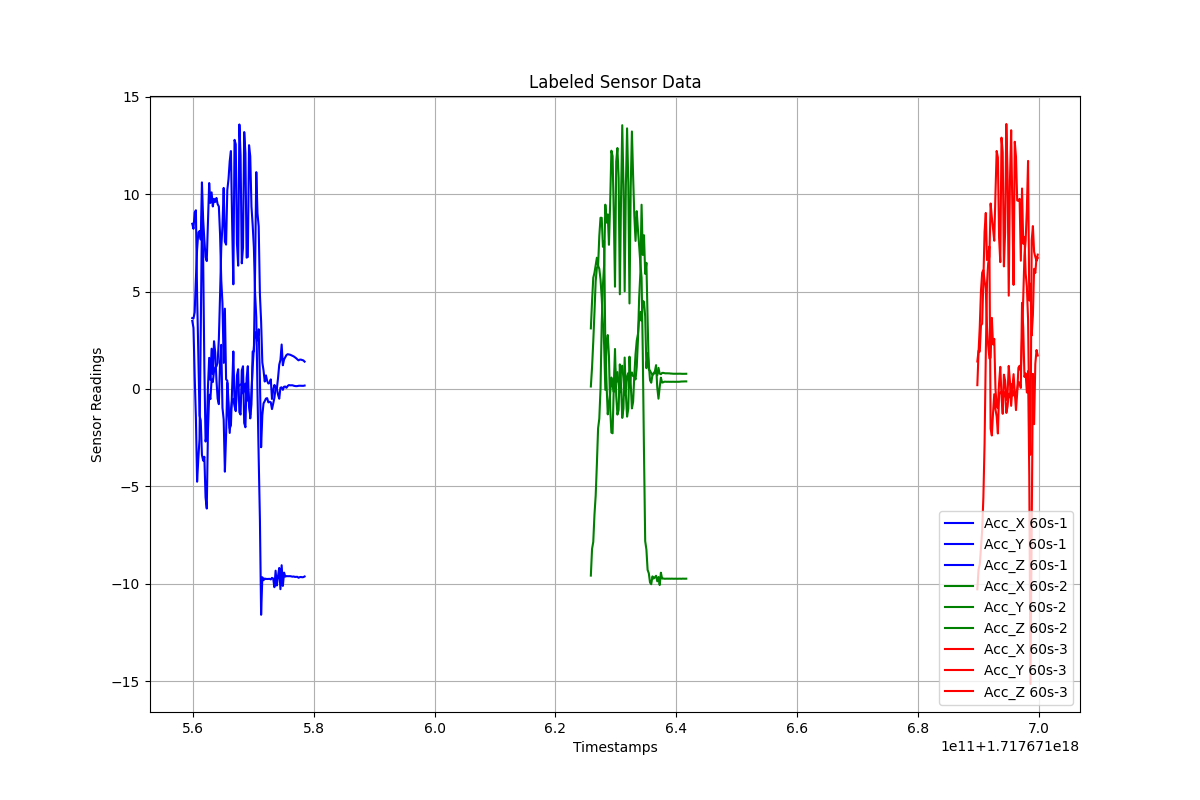 Labeled Sensor Data
Sensor Readings
15
10
5
0
−5
−10
−15
Acc_X 60s-1
Acc_Y 60s-1
Acc_Z 60s-1
Acc_X 60s-2
Acc_Y 60s-2
Acc_Z 60s-2
Acc_X 60s-3
Acc_Y 60s-3
Acc_Z 60s-3
5.6 5.8 6.0 6.2 6.4 6.6 6.8 7.0
Timestamps
1e11+1.717671e18